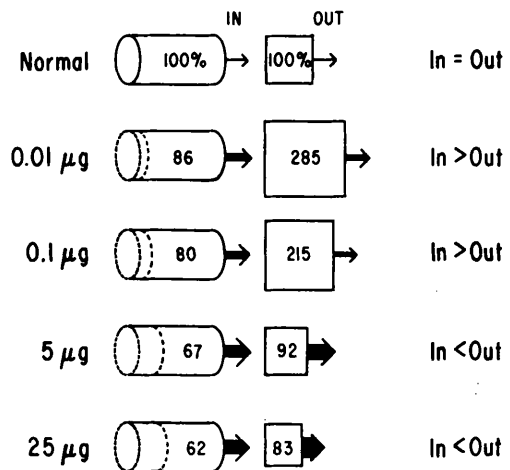 IN OUT
Normal 100% 100% In = Out
0.01 μg 86 285 In >Out
0.1 μg 80 215 In >Out
5 μg 67 92 In <Out
25 μg 62 83 In <Out